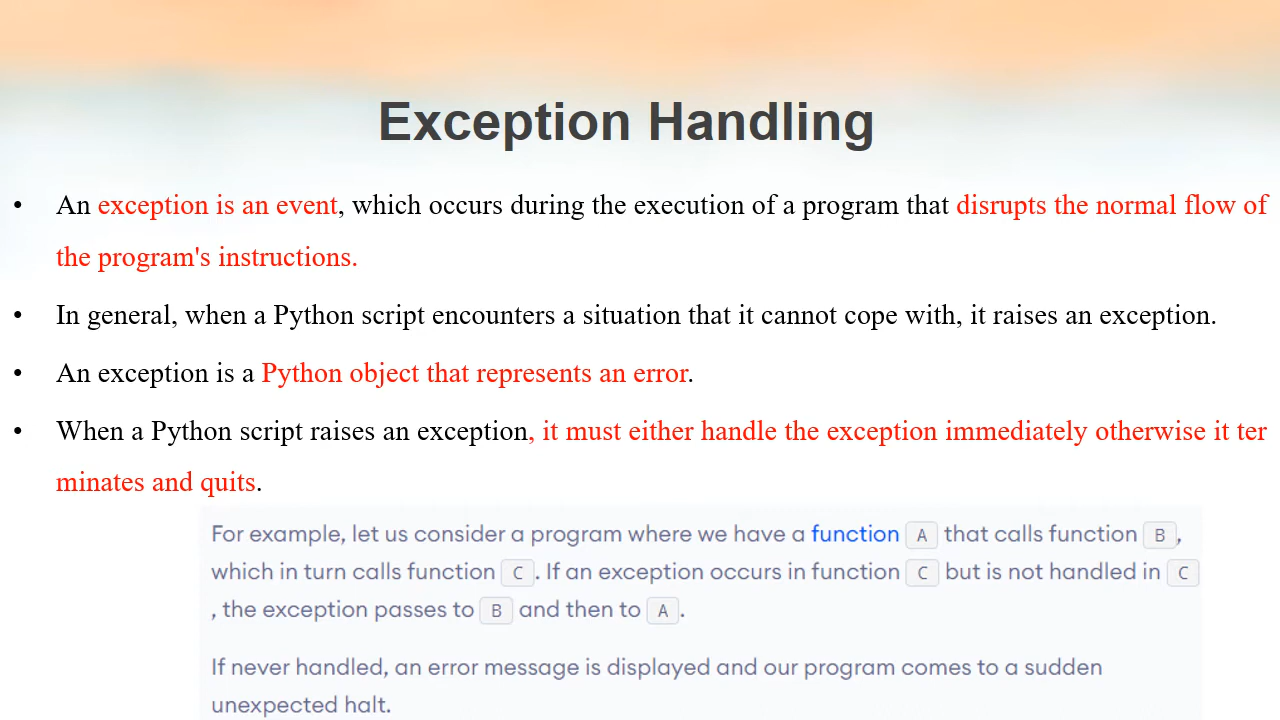 Exception Handling
• An exception is an event, which occurs during the execution of a program that disrupts the normal flow of
the program's instructions.
• In general, when a Python script encounters a situation that it cannot cope with, it raises an exception.
• An exception is a Python object that represents an error.
• When a Python script raises an exception, it must either handle the exception immediately otherwise it ter
minates and quits.
For example, let us consider a program where we have a function A that calls function B,
which in turn calls function C. If an exception occurs in function C but is not handled in C
, the exception passes to B and then to A.
If never handled, an error message is displayed and our program comes to a sudden
unexpected halt.